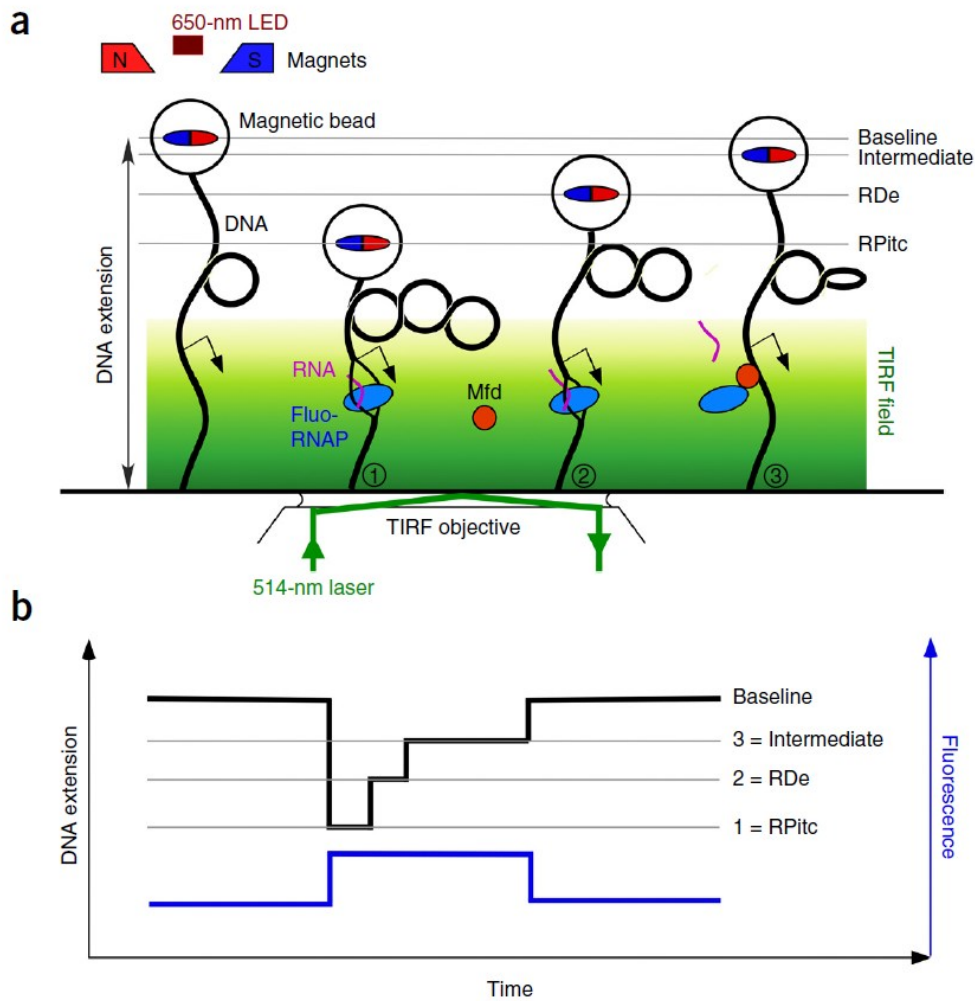 a
650-nm LED
N
S
Magnets
Magnetic bead
Baseline
Intermediate
RDe
RPitc
DNA
DNA extension
RNA
Fluo-
RNAP
Mfd
TIRF field
1
2
3
TIRF objective
514-nm laser
b
DNA extension
Baseline
3 = Intermediate
2 = RDe
1 = RPitc
Fluorescence
Time